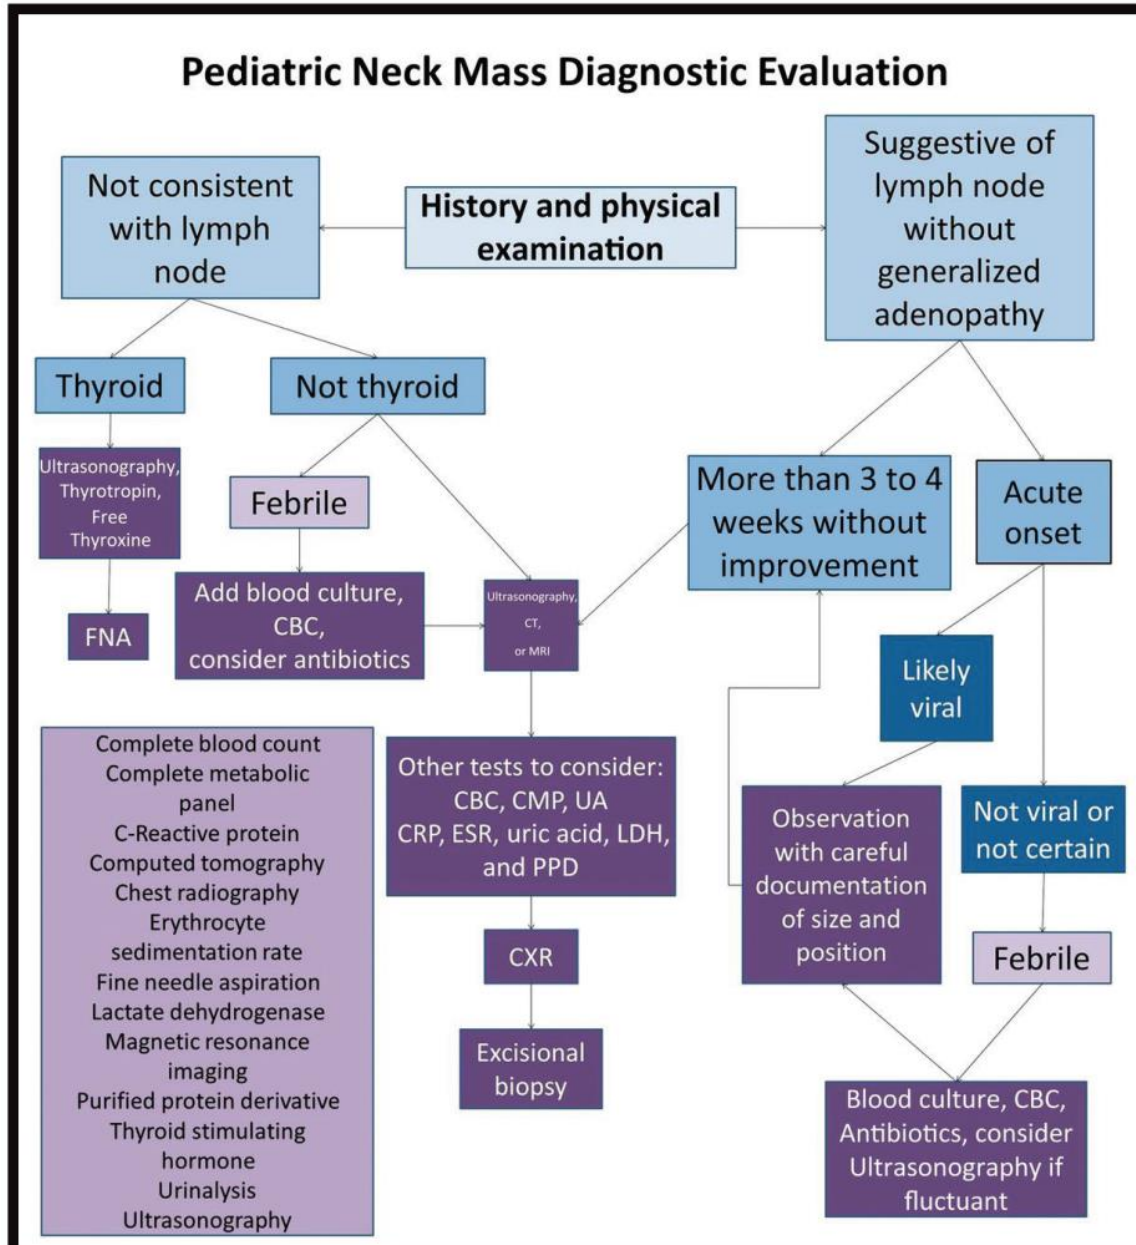 Pediatric Neck Mass Diagnostic Evaluation
Not consistent
with lymph
node
History and physical
examination
Suggestive of
lymph node
without
generalized
adenopathy
Thyroid
Not thyroid
Ultrasonography,
Thyrotropin,
Free
Thyroxine
Febrile
More than 3 to 4
weeks without
improvement
Acute
onset
FNA
Add blood culture,
CBC,
consider antibiotics
Ultrasonography,
CT,
or MRI
Likely
viral
Complete blood count
Complete metabolic
panel
C-Reactive protein
Computed tomography
Chest radiography
Erythrocyte
sedimentation rate
Fine needle aspiration
Lactate dehydrogenase
Magnetic resonance
imaging
Purified protein derivative
Thyroid stimulating
hormone
Urinalysis
Ultrasonography
Other tests to consider:
CBC, CMP, UA
CRP, ESR, uric acid, LDH,
and PPD
CXR
Excisional
biopsy
Observation
with careful
documentation
of size and
position
Not viral or
not certain
Febrile
Blood culture, CBC,
Antibiotics, consider
Ultrasonography if
fluctuant